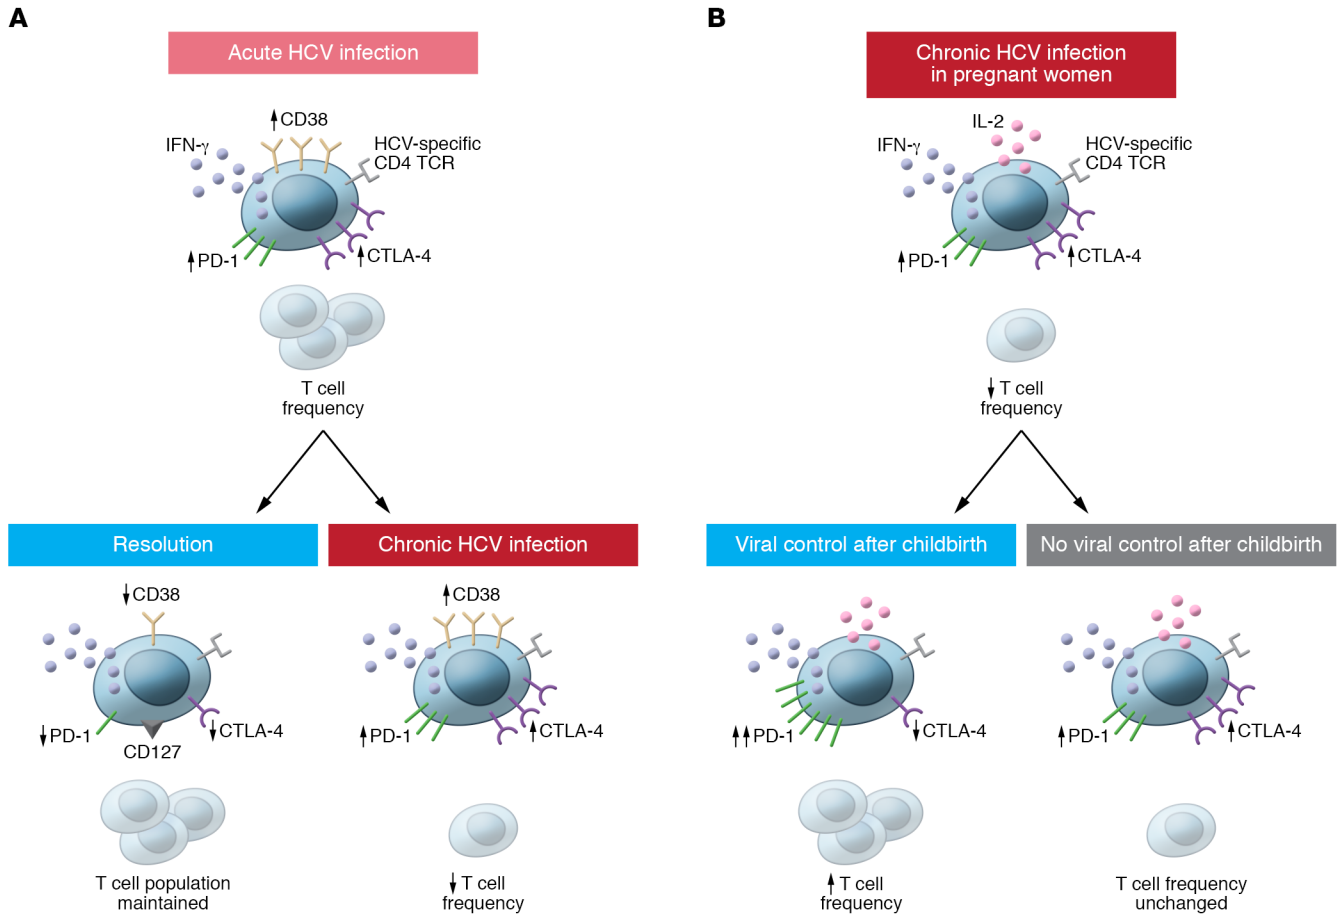 A
Acute HCV infection
CD38
IFN-γ
HCV-specific
CD4 TCR
PD-1
CTLA-4
T cell
frequency
Resolution
Chronic HCV infection
CD38
PD-1
CTLA-4
CD127
T cell population
maintained
CD38
PD-1
CTLA-4
T cell
frequency
B
Chronic HCV infection
in pregnant women
IL-2
IFN-γ
HCV-specific
CD4 TCR
PD-1
CTLA-4
T cell
frequency
Viral control after childbirth
No viral control after childbirth
PD-1
CTLA-4
T cell
frequency
PD-1
CTLA-4
T cell frequency
unchanged